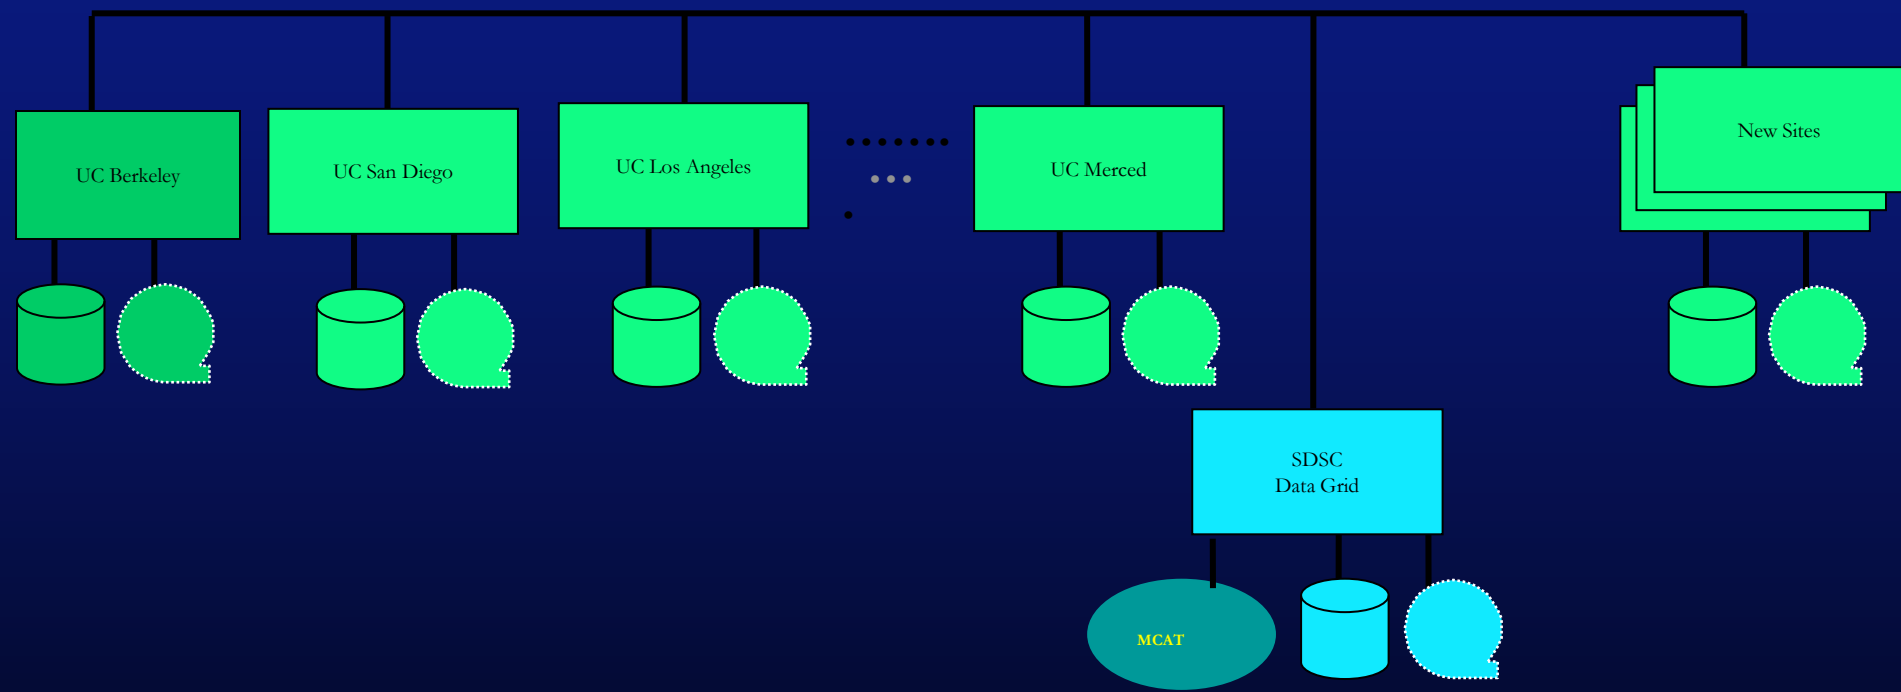 UC Berkeley
UC San Diego
UC Los Angeles
UC Merced
New Sites
SDSC
Data Grid
MCAT